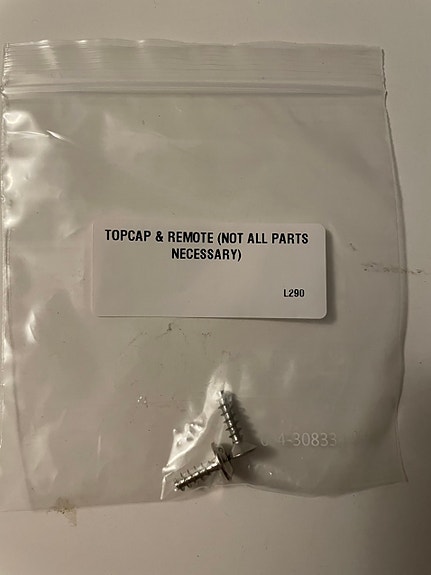 TOPCAP & REMOTE (NOT ALL PARTS
NECESSARY)
L290